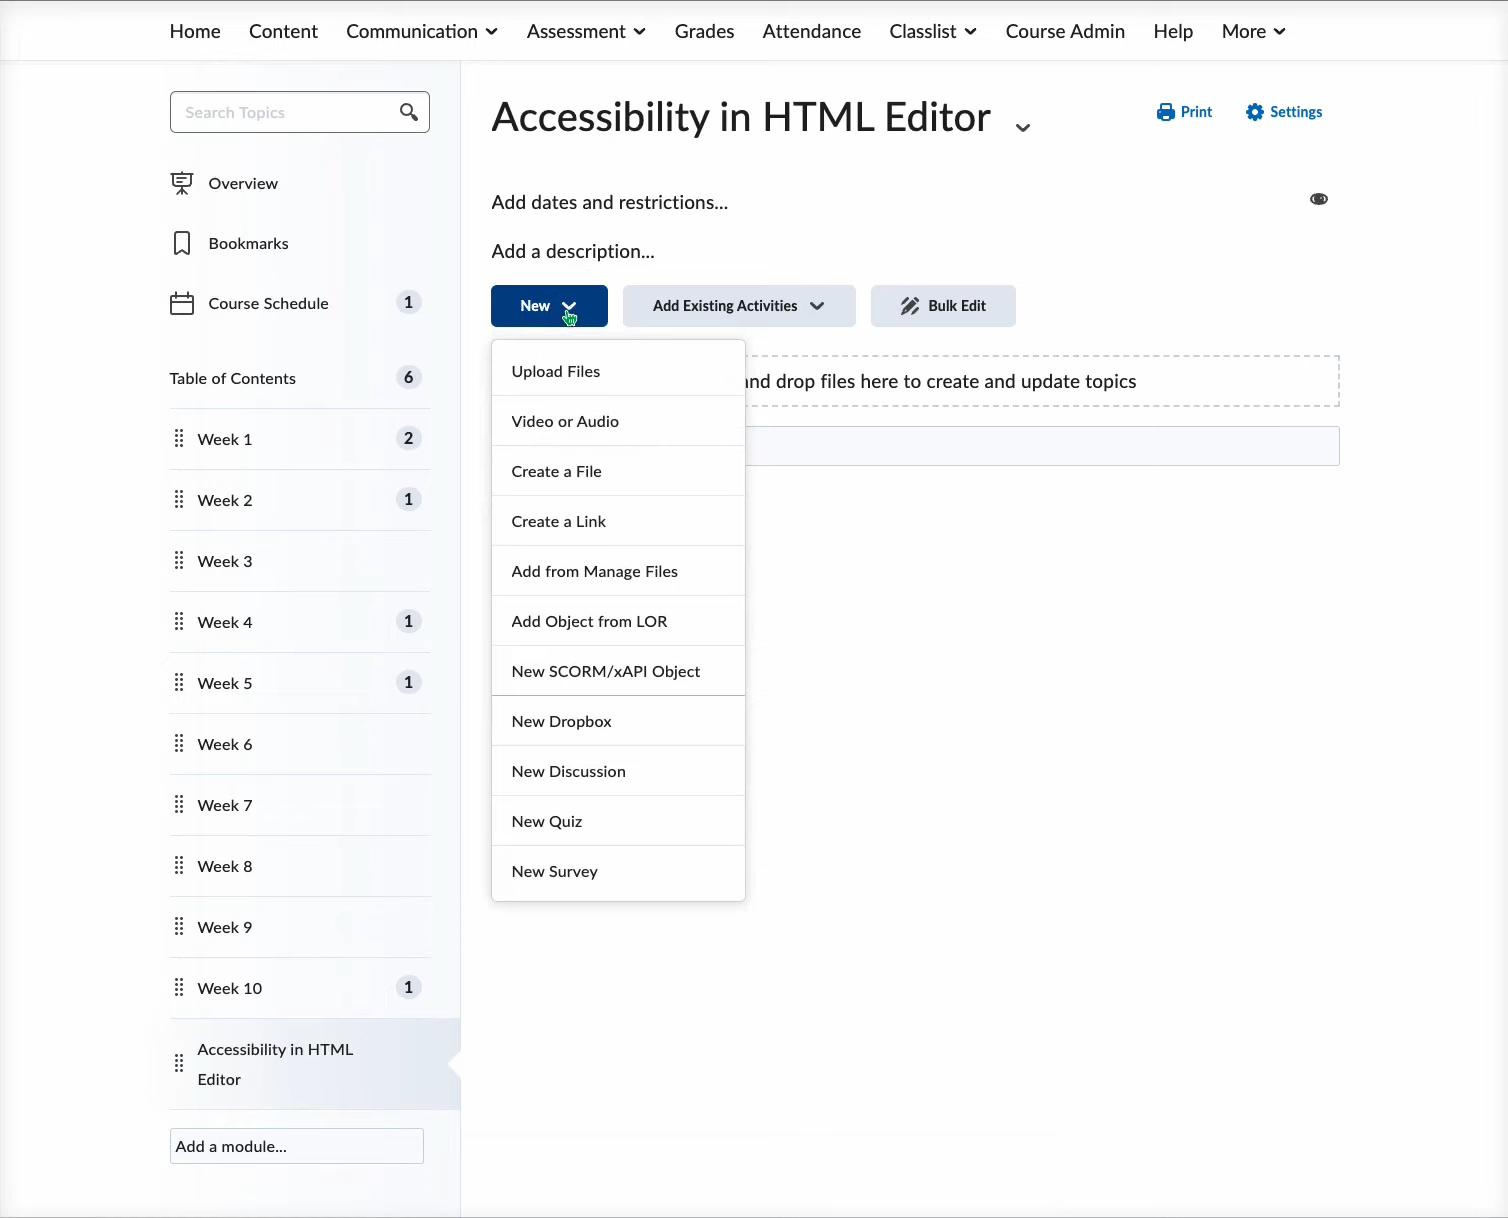 Home Content Communication Assessment Grades Attendance Classlist Course Admin Help More
Search Topics
Overview
Bookmarks
Course Schedule 1
Table of Contents 6
Week 1 2
Week 2 1
Week 3
Week 4 1
Week 5 1
Week 6
Week 7
Week 8
Week 9
Week 10 1
Accessibility in HTML
Editor
Add a module...
Accessibility in HTML Editor
Print Settings
Add dates and restrictions...
Add a description...
New Add Existing Activities Bulk Edit
and drop files here to create and update topics
Upload Files
Video or Audio
Create a File
Create a Link
Add from Manage Files
Add Object from LOR
New SCORM/xAPI Object
New Dropbox
New Discussion
New Quiz
New Survey